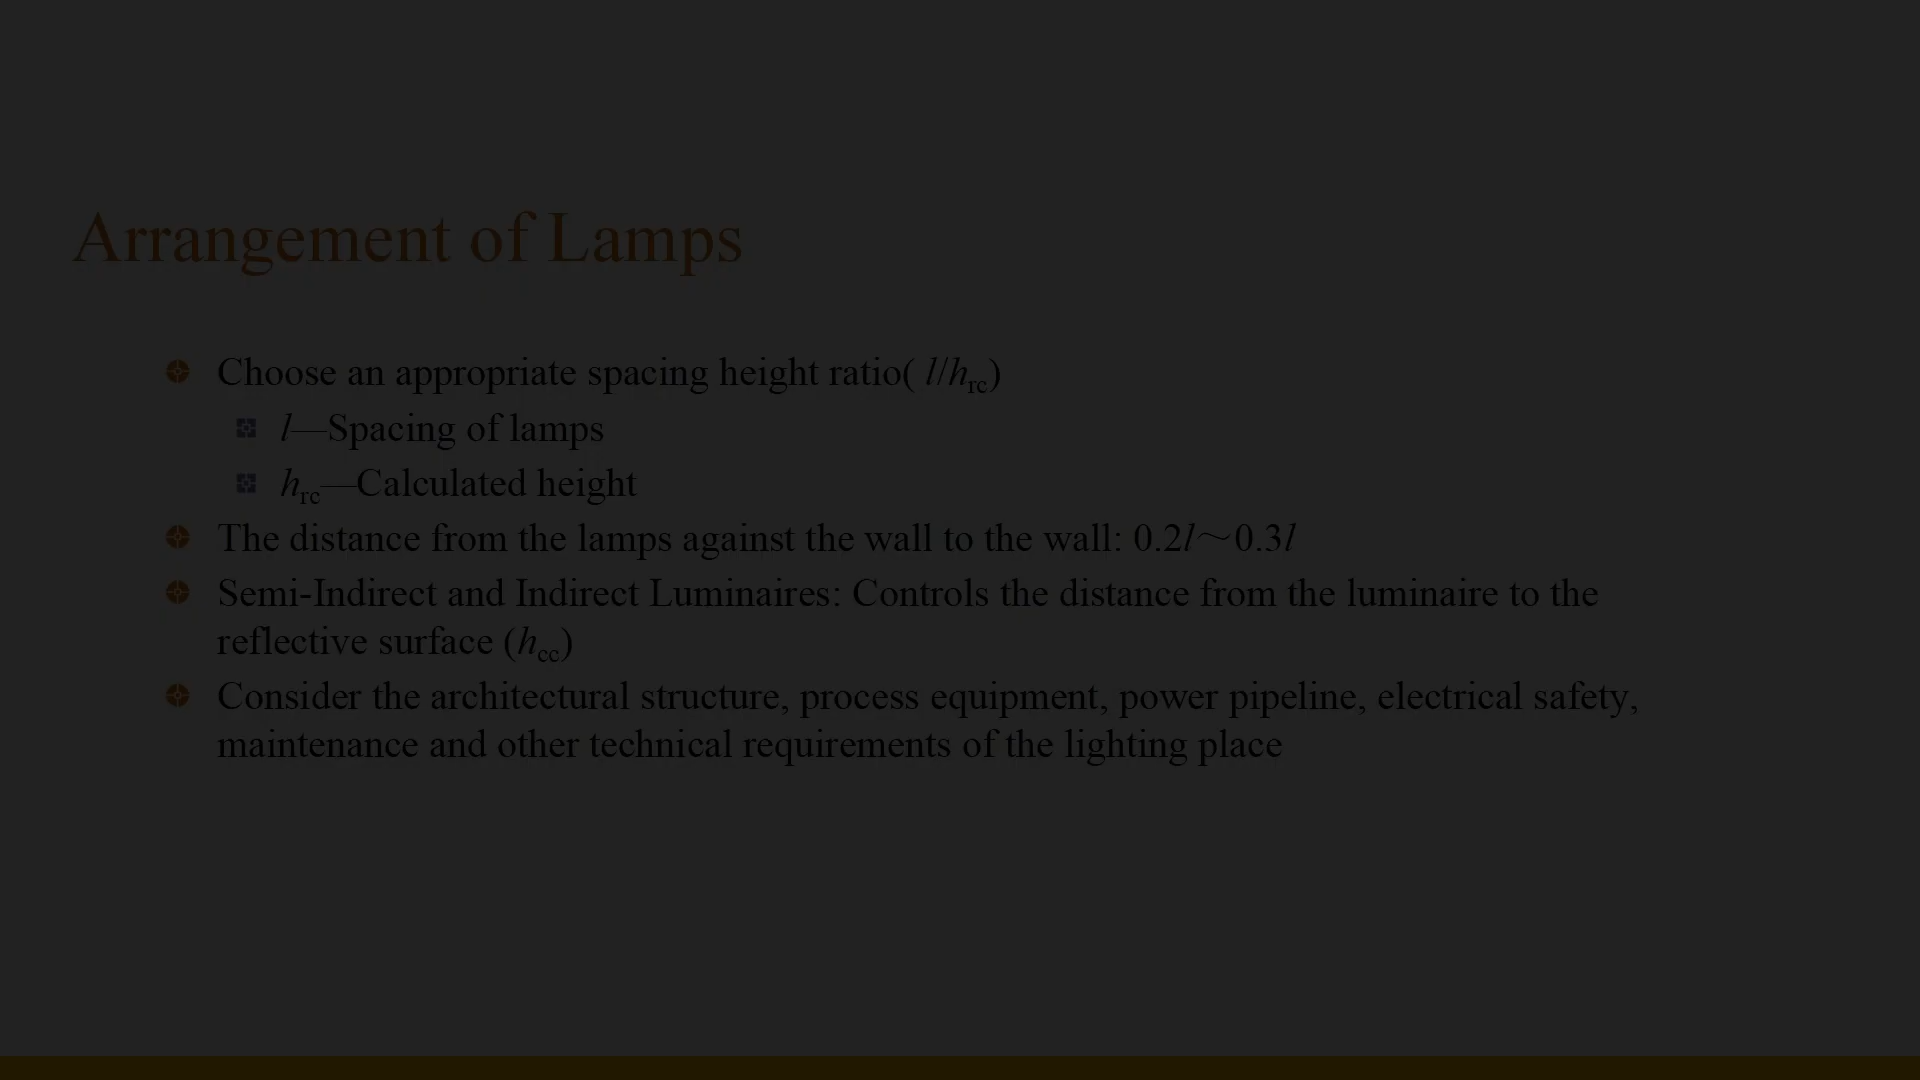 Arrangement of Lamps
Choose an appropriate spacing height ratio( l/hrc)
l—Spacing of lamps
hrc—Calculated height
The distance from the lamps against the wall to the wall: 0.2l～0.3l
Semi-Indirect and Indirect Luminaires: Controls the distance from the luminaire to the
reflective surface (hcc)
Consider the architectural structure, process equipment, power pipeline, electrical safety,
maintenance and other technical requirements of the lighting place